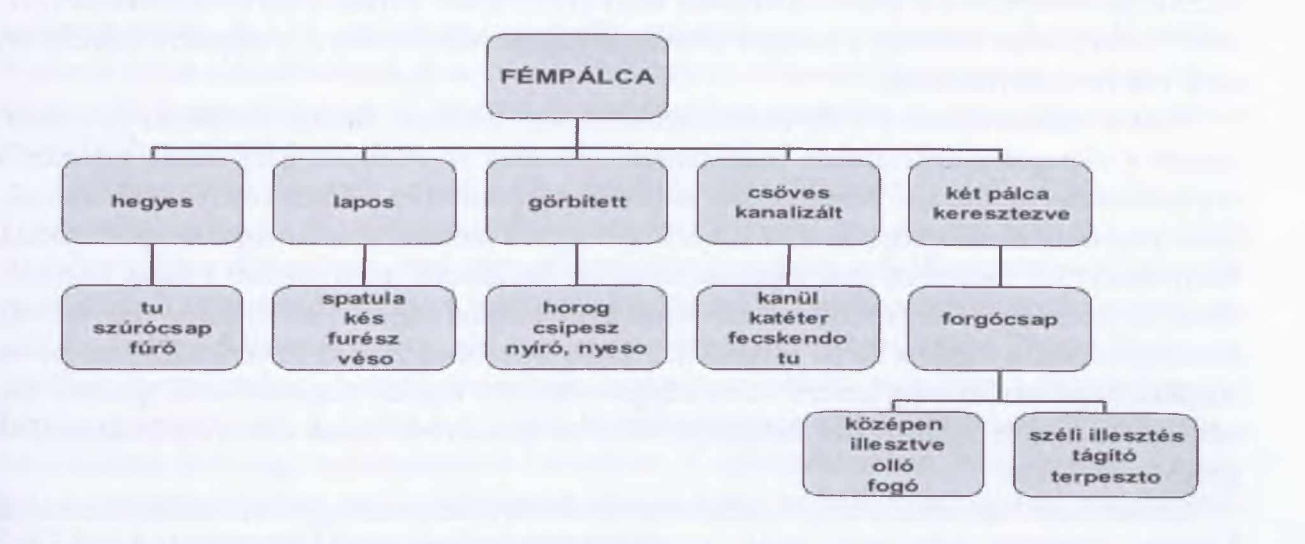 FÉMPÁLCA
hegyes
lapos
görbített
csöves
kanalizált
két pálca
keresztezve
tu
szúrócsap
fúró
spatula
kés
furész
véso
horog
csipesz
nyíró, nyeso
kanül
katéter
fecskendo
tu
forgócsap
középen
illesztve
olló
fogó
széli illesztés
tágító
terpeszto